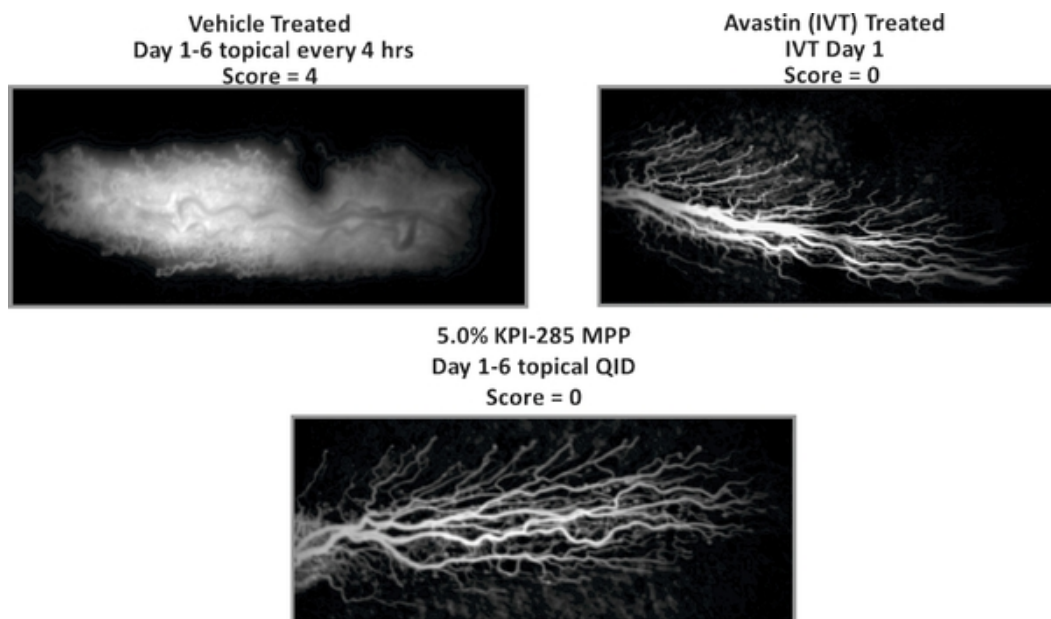 Vehicle Treated
Day 1-6 topical every 4 hrs
Score = 4
Avastin (IVT) Treated
IVT Day 1
Score = 0
5.0% KPI-285 MPP
Day 1-6 topical QID
Score = 0